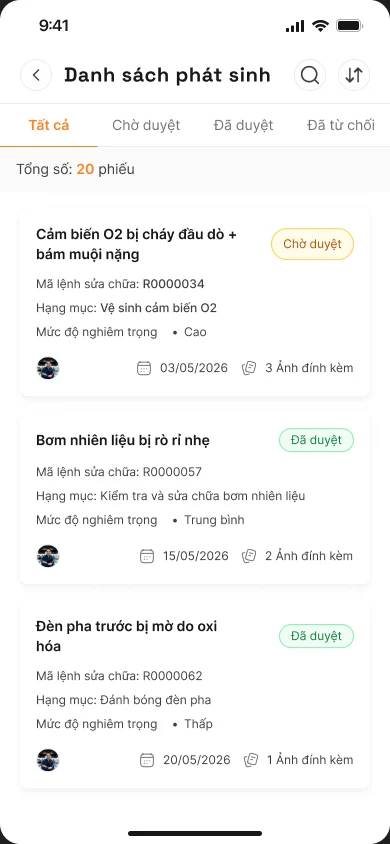 9:41
Danh sách phát sinh
Tất cả Chờ duyệt Đã duyệt Đã từ chối
Tổng số: 20 phiếu
Cảm biến O2 bị cháy đầu dò +
bám muội nặng
Chờ duyệt
Mã lệnh sửa chữa: R0000034
Hạng mục: Vệ sinh cảm biến O2
Mức độ nghiêm trọng • Cao
03/05/2026 3 Ảnh đính kèm
Bơm nhiên liệu bị rò rỉ nhẹ
Đã duyệt
Mã lệnh sửa chữa: R0000057
Hạng mục: Kiểm tra và sửa chữa bơm nhiên liệu
Mức độ nghiêm trọng • Trung bình
15/05/2026 2 Ảnh đính kèm
Đèn pha trước bị mờ do oxi
hóa
Đã duyệt
Mã lệnh sửa chữa: R0000062
Hạng mục: Đánh bóng đèn pha
Mức độ nghiêm trọng • Thấp
20/05/2026 1 Ảnh đính kèm